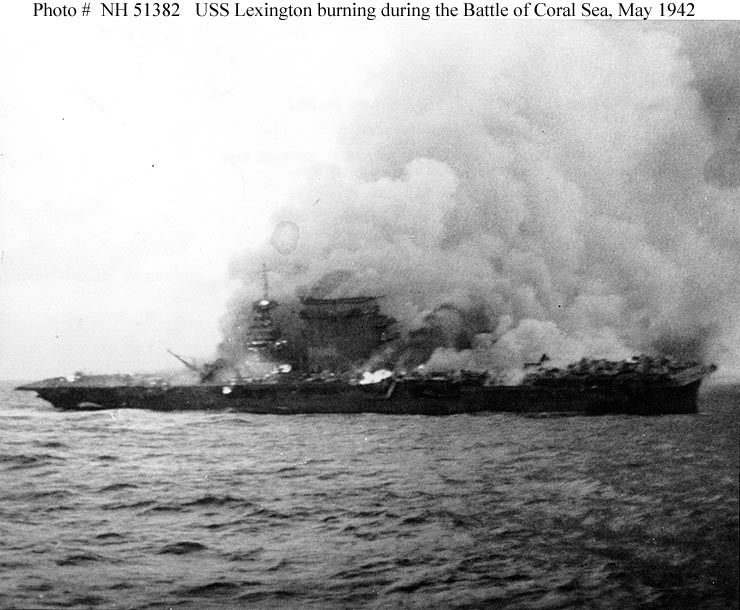 Photo # NH 51382 USS Lexington burning during the Battle of Coral Sea, May 1942